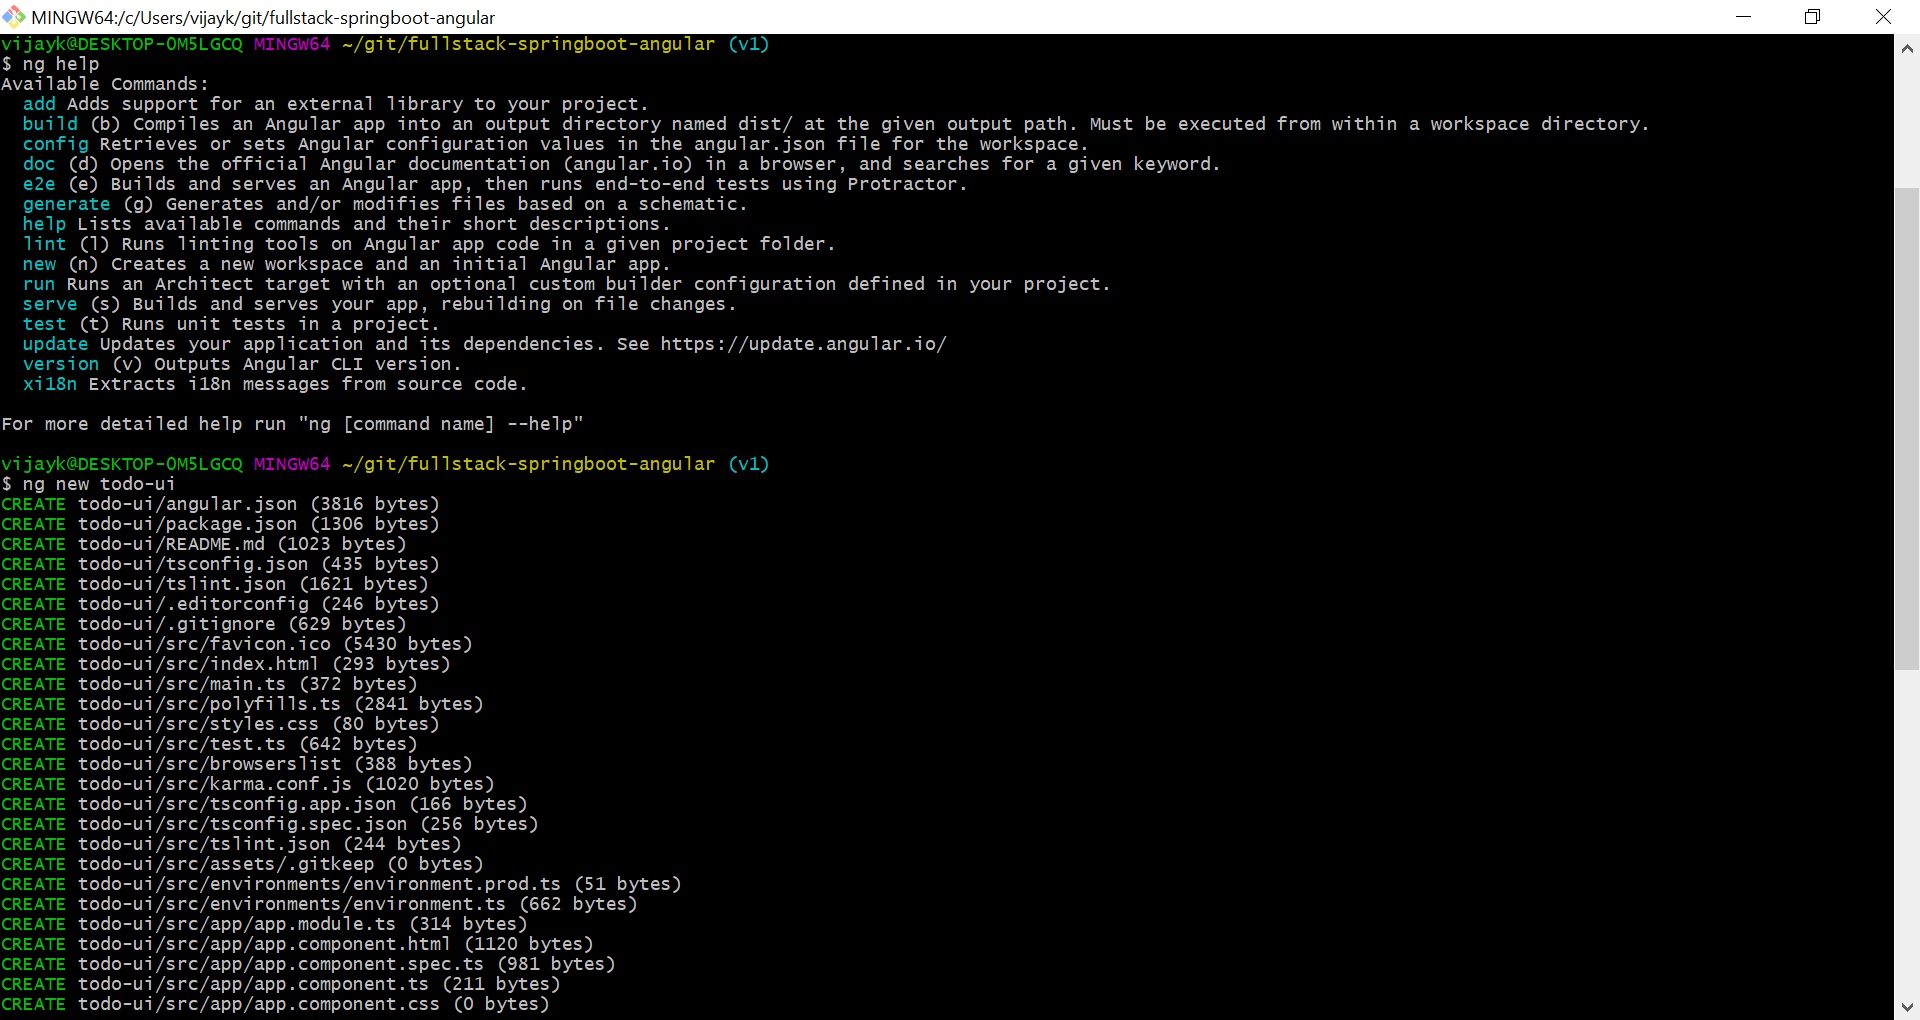 MINGW64:/c/Users/vijayk/git/fullstack-springboot-angular
vijayk@DESKTOP-0M5LGCQ MINGW64 ~/git/fullstack-springboot-angular (v1)
$ ng help
Available Commands:
  add Adds support for an external library to your project.
  build (b) Compiles an Angular app into an output directory named dist/ at the given output path. Must be executed from within a workspace directory.
  config Retrieves or sets Angular configuration values in the angular.json file for the workspace.
  doc (d) Opens the official Angular documentation (angular.io) in a browser, and searches for a given keyword.
  e2e (e) Builds and serves an Angular app, then runs end-to-end tests using Protractor.
  generate (g) Generates and/or modifies files based on a schematic.
  help Lists available commands and their short descriptions.
  lint (l) Runs linting tools on Angular app code in a given project folder.
  new (n) Creates a new workspace and an initial Angular app.
  run Runs an Architect target with an optional custom builder configuration defined in your project.
  serve (s) Builds and serves your app, rebuilding on file changes.
  test (t) Runs unit tests in a project.
  update Updates your application and its dependencies. See https://update.angular.io/
  version (v) Outputs Angular CLI version.
  xi18n Extracts i18n messages from source code.
For more detailed help run "ng [command name] --help"
vijayk@DESKTOP-0M5LGCQ MINGW64 ~/git/fullstack-springboot-angular (v1)
$ ng new todo-ui
CREATE todo-ui/angular.json (3816 bytes)
CREATE todo-ui/package.json (1306 bytes)
CREATE todo-ui/README.md (1023 bytes)
CREATE todo-ui/tsconfig.json (435 bytes)
CREATE todo-ui/tslint.json (1621 bytes)
CREATE todo-ui/.editorconfig (246 bytes)
CREATE todo-ui/.gitignore (629 bytes)
CREATE todo-ui/src/favicon.ico (5430 bytes)
CREATE todo-ui/src/index.html (293 bytes)
CREATE todo-ui/src/main.ts (372 bytes)
CREATE todo-ui/src/polyfills.ts (2841 bytes)
CREATE todo-ui/src/styles.css (80 bytes)
CREATE todo-ui/src/test.ts (642 bytes)
CREATE todo-ui/src/browserslist (388 bytes)
CREATE todo-ui/src/karma.conf.js (1020 bytes)
CREATE todo-ui/src/tsconfig.app.json (166 bytes)
CREATE todo-ui/src/tsconfig.spec.json (256 bytes)
CREATE todo-ui/src/tslint.json (244 bytes)
CREATE todo-ui/src/assets/.gitkeep (0 bytes)
CREATE todo-ui/src/environments/environment.prod.ts (51 bytes)
CREATE todo-ui/src/environments/environment.ts (662 bytes)
CREATE todo-ui/src/app/app.module.ts (314 bytes)
CREATE todo-ui/src/app/app.component.html (1120 bytes)
CREATE todo-ui/src/app/app.component.spec.ts (981 bytes)
CREATE todo-ui/src/app/app.component.ts (211 bytes)
CREATE todo-ui/src/app/app.component.css (0 bytes)